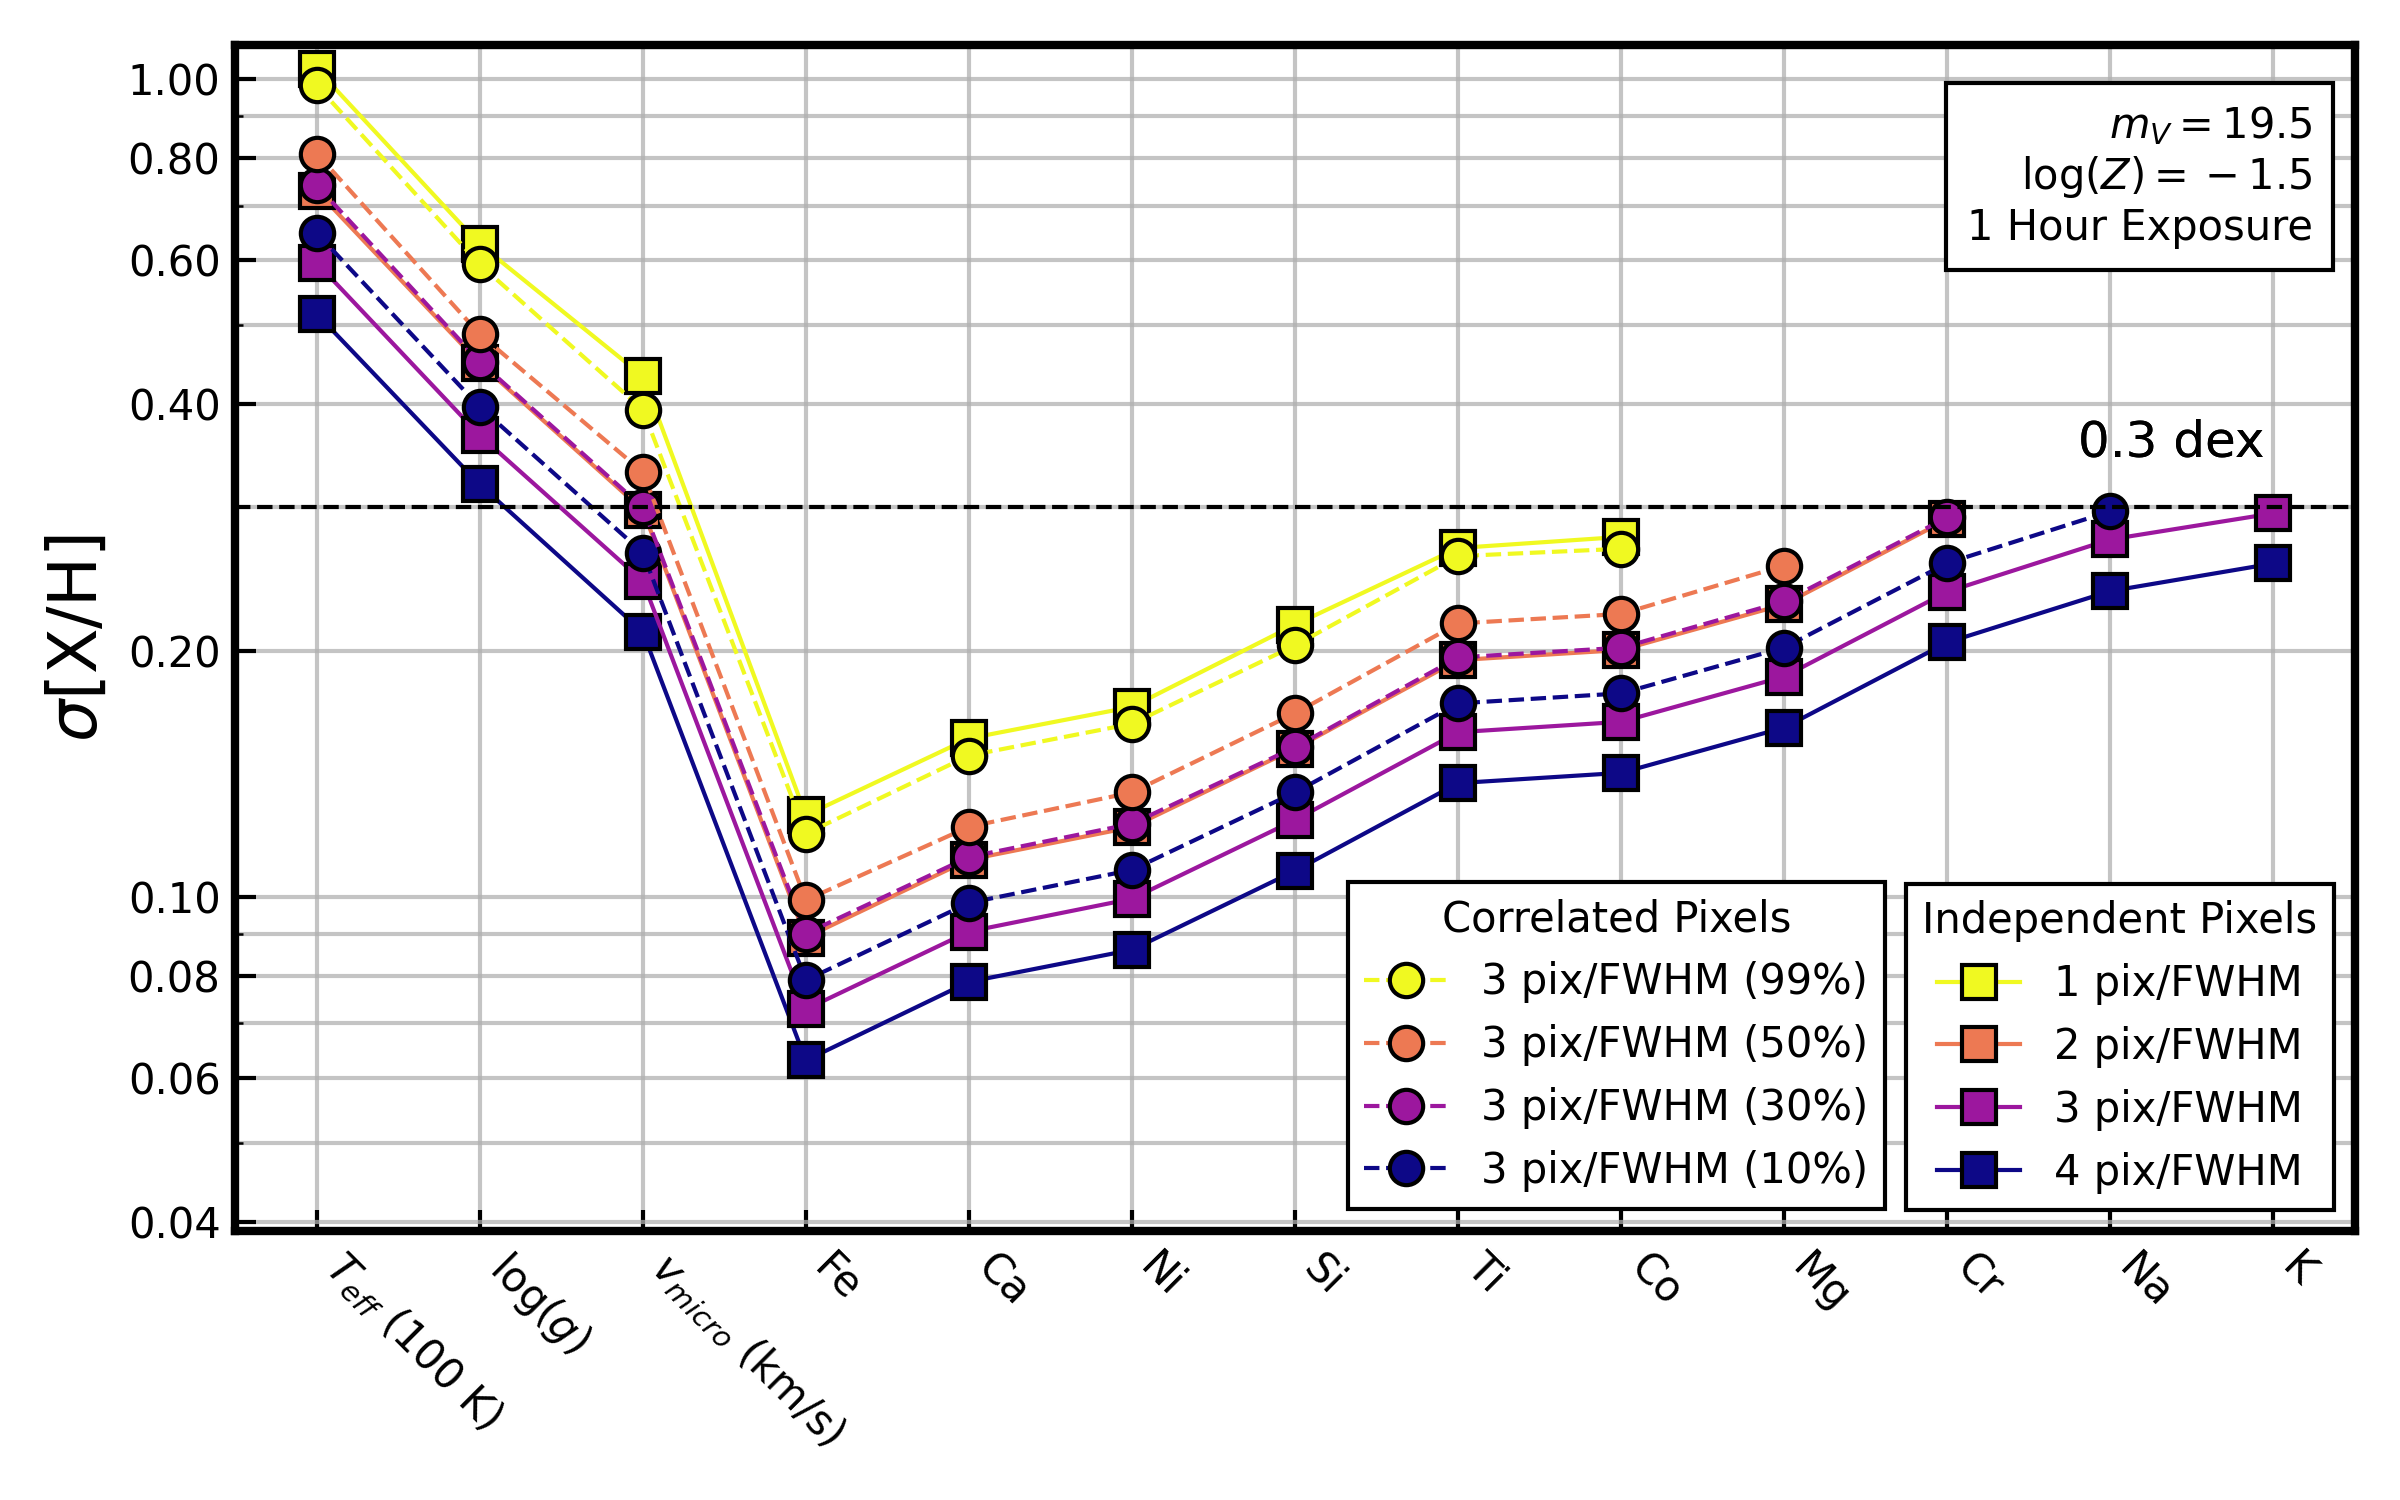 1.00
0.80
0.60
0.40
0.20
0.10
0.08
0.06
0.04
σ[X/H]
m_V = 19.5
log(Z) = −1.5
1 Hour Exposure
0.3 dex
Correlated Pixels
3 pix/FWHM (99%)
3 pix/FWHM (50%)
3 pix/FWHM (30%)
3 pix/FWHM (10%)
Independent Pixels
1 pix/FWHM
2 pix/FWHM
3 pix/FWHM
4 pix/FWHM
T_eff (100 K)
log(g)
v_micro (km/s)
Fe
Ca
Ni
Si
Ti
Co
Mg
Cr
Na
K